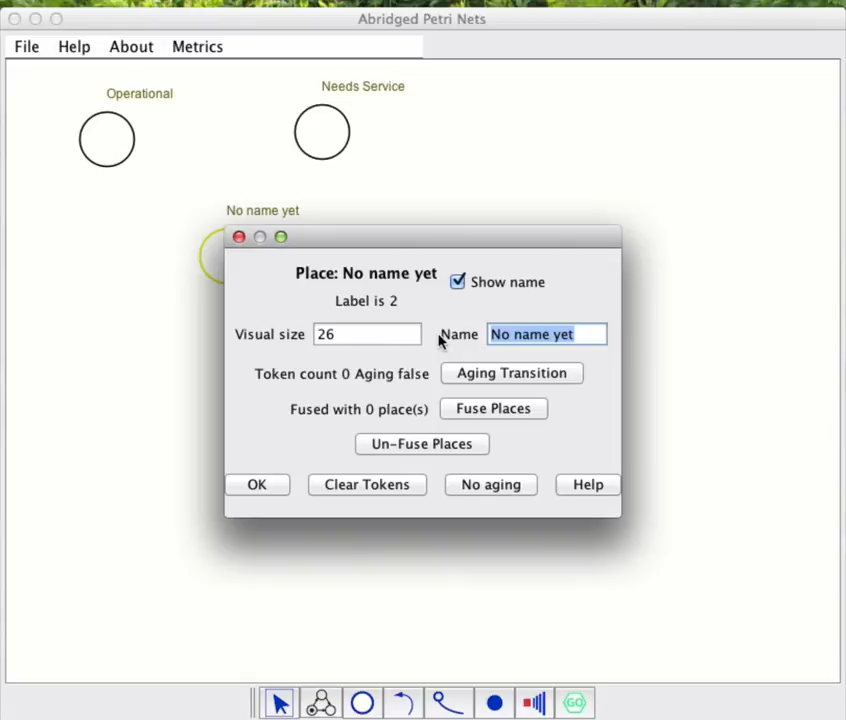 Abridged Petri Nets
File Help About Metrics
Operational
Needs Service
No name yet
Place: No name yet
Show name
Label is 2
Visual size 26 Name No name yet
Token count 0 Aging false Aging Transition
Fused with 0 place(s) Fuse Places
Un-Fuse Places
OK Clear Tokens No aging Help
GO